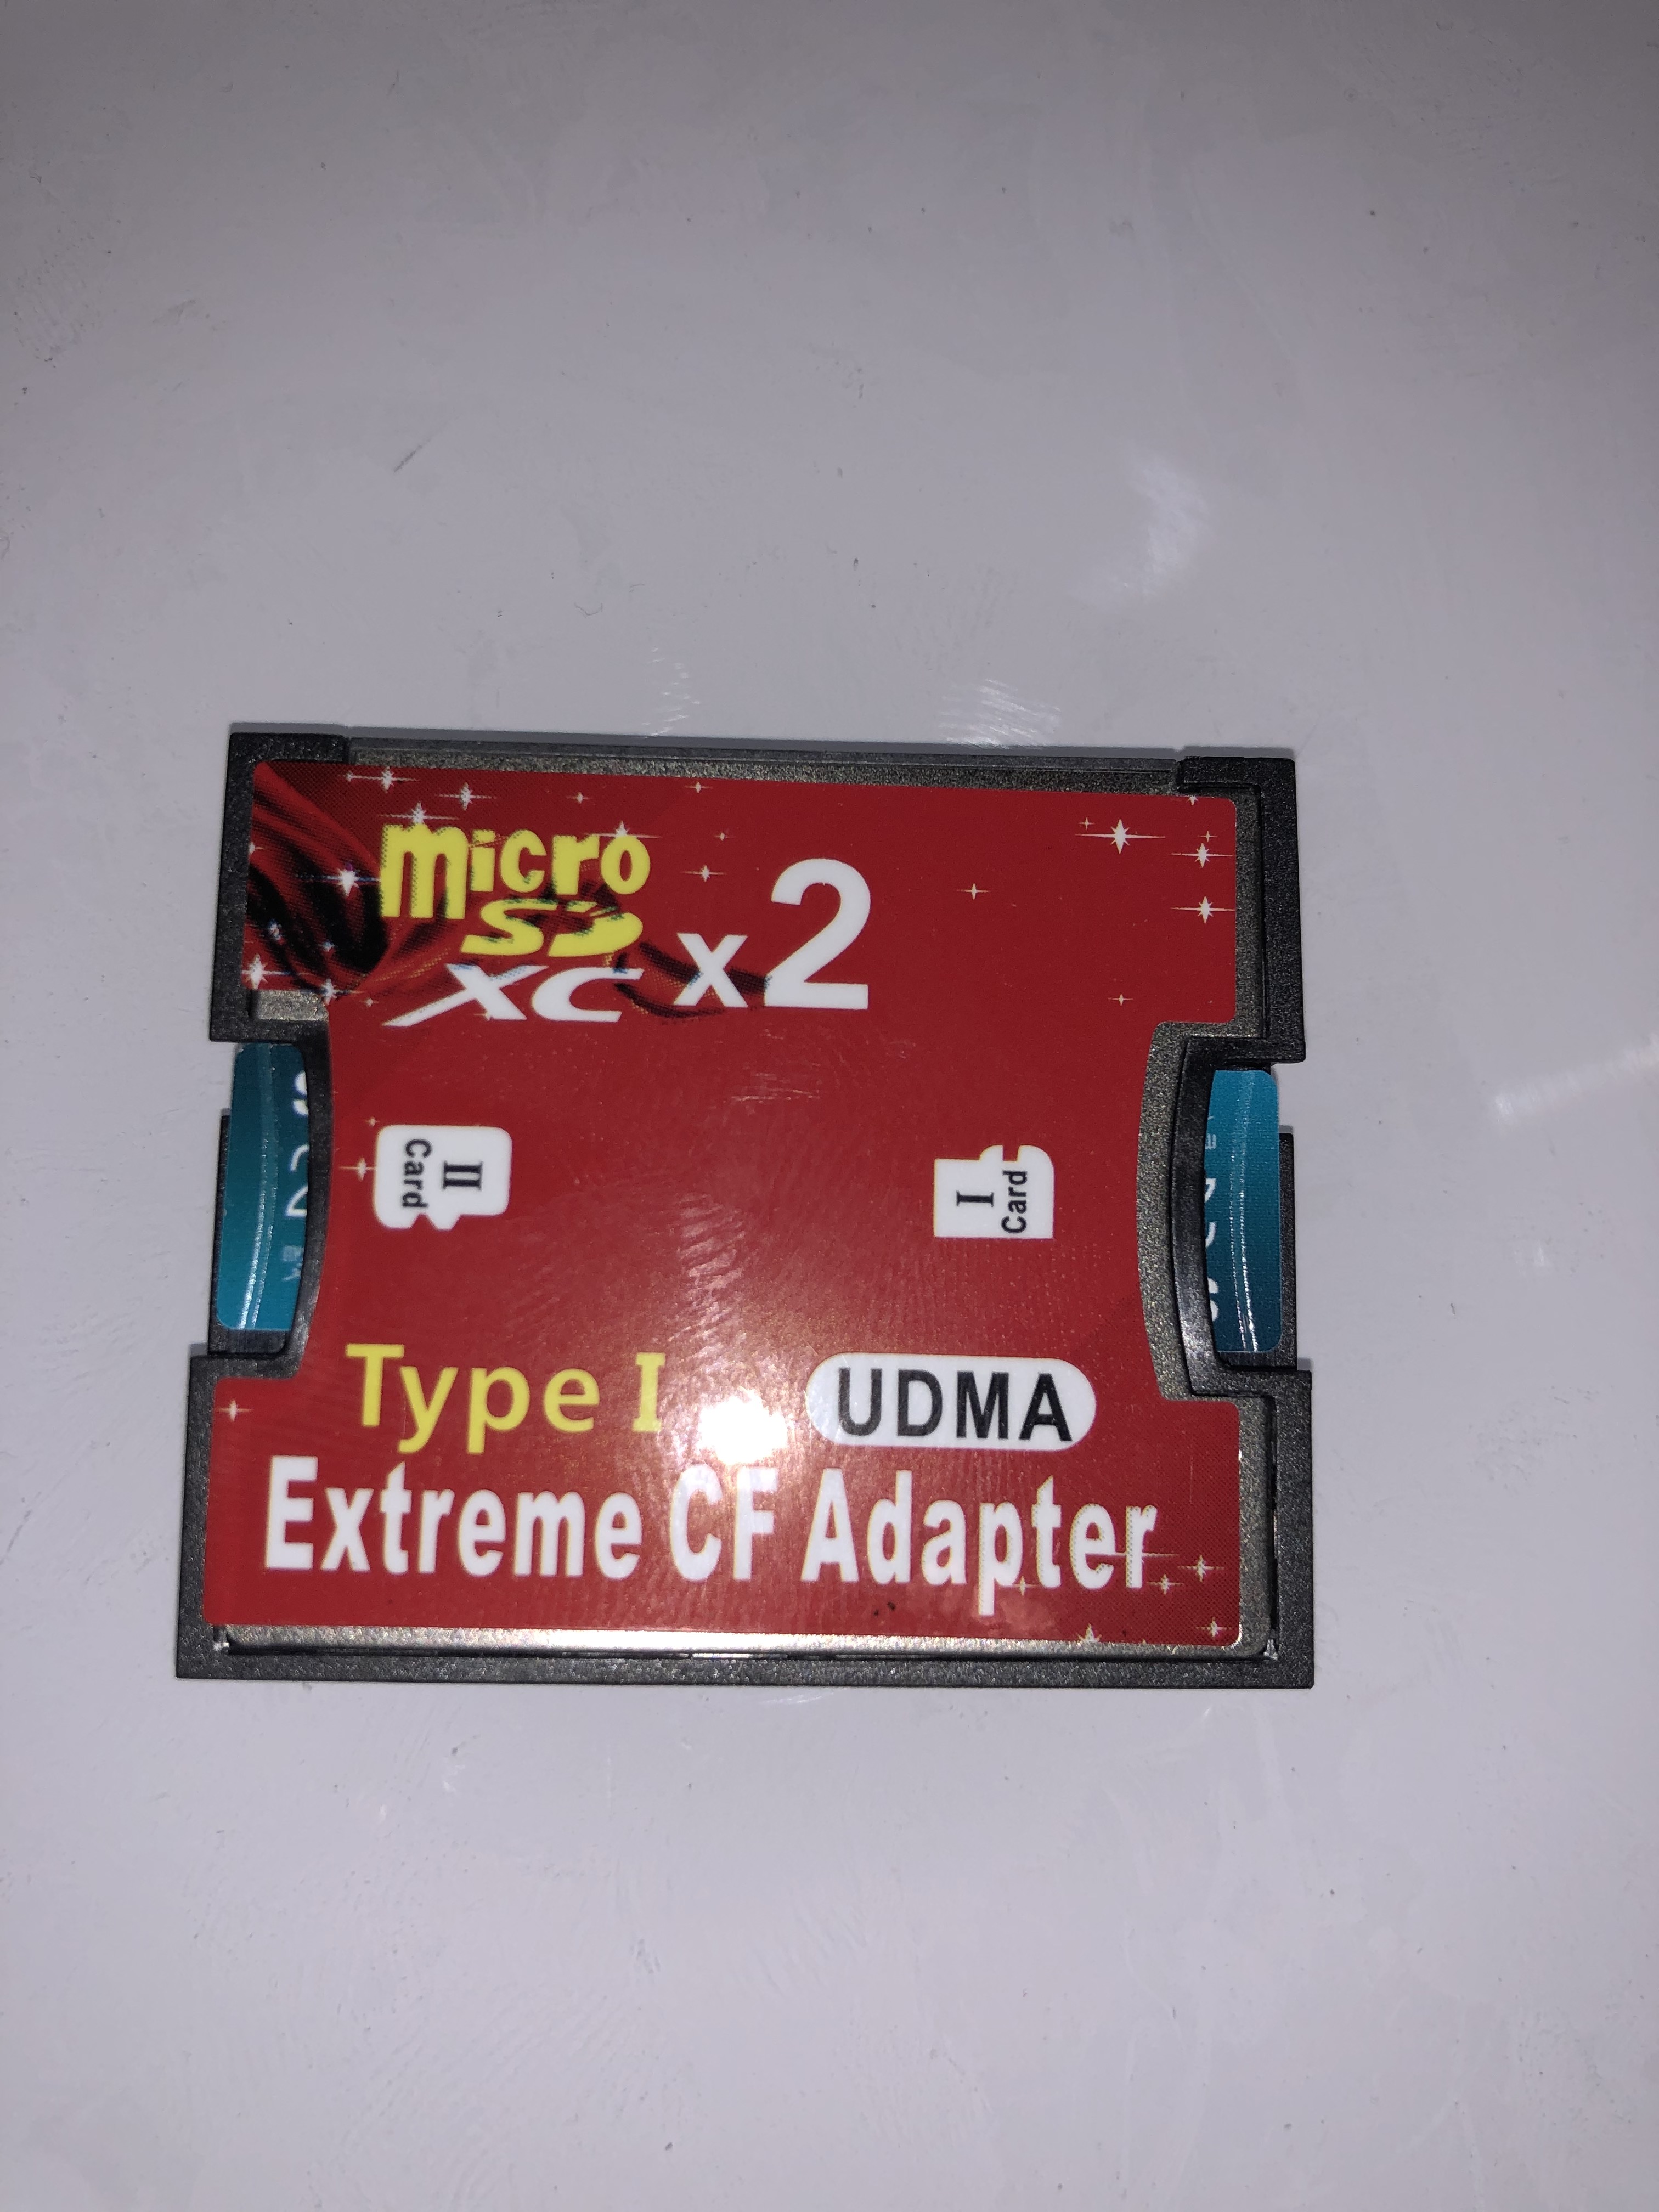 micro
SD
XC x2
II
Card
I
Card
Type I UDMA
Extreme CF Adapter